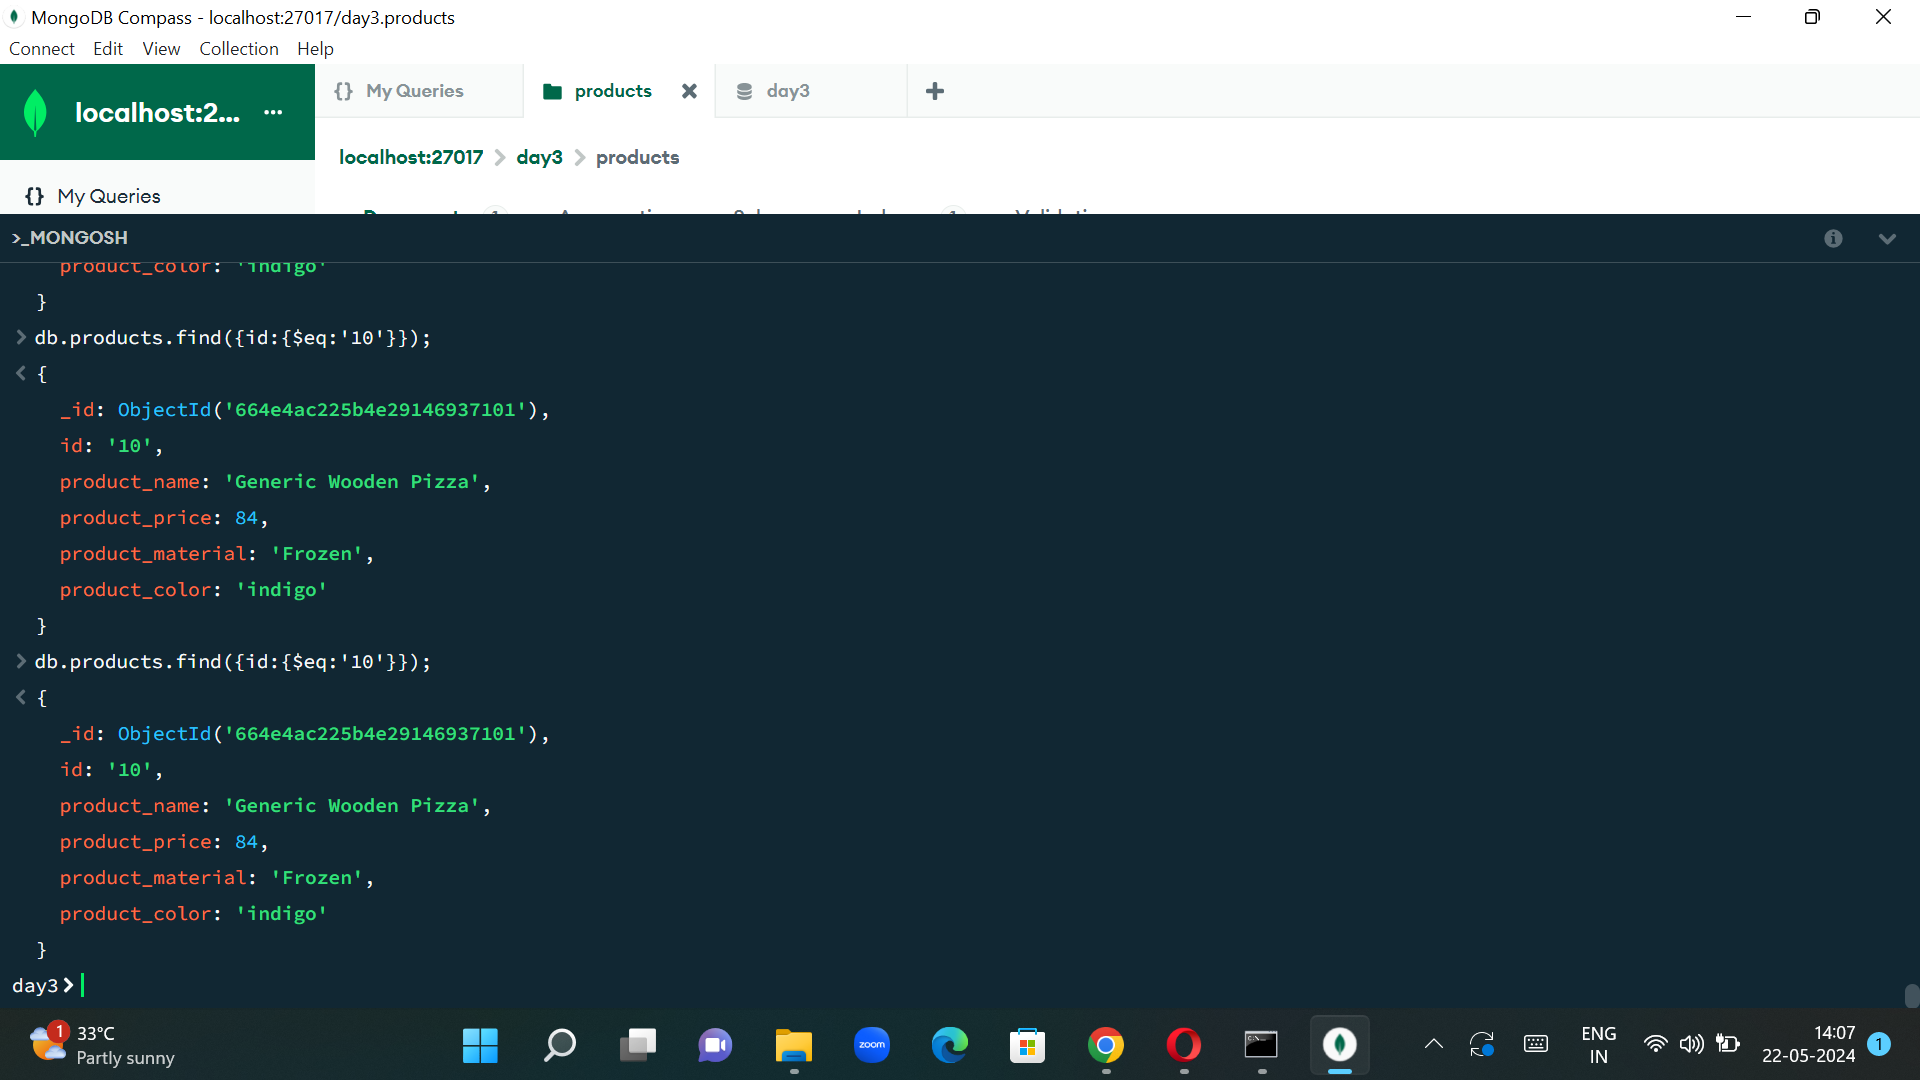 MongoDB Compass - localhost:27017/day3.products
Connect Edit View Collection Help
localhost:2... ...
{} My Queries
products
day3
localhost:27017 > day3 > products
{} My Queries
>_MONGOSH
product_color: 'indigo'
}
> db.products.find({id:{$eq:'10'}});
< {
_id: ObjectId('664e4ac225b4e29146937101'),
id: '10',
product_name: 'Generic Wooden Pizza',
product_price: 84,
product_material: 'Frozen',
product_color: 'indigo'
}
> db.products.find({id:{$eq:'10'}});
< {
_id: ObjectId('664e4ac225b4e29146937101'),
id: '10',
product_name: 'Generic Wooden Pizza',
product_price: 84,
product_material: 'Frozen',
product_color: 'indigo'
}
day3>
1
33°C
Partly sunny
zoom
ENG
IN
14:07
22-05-2024
1